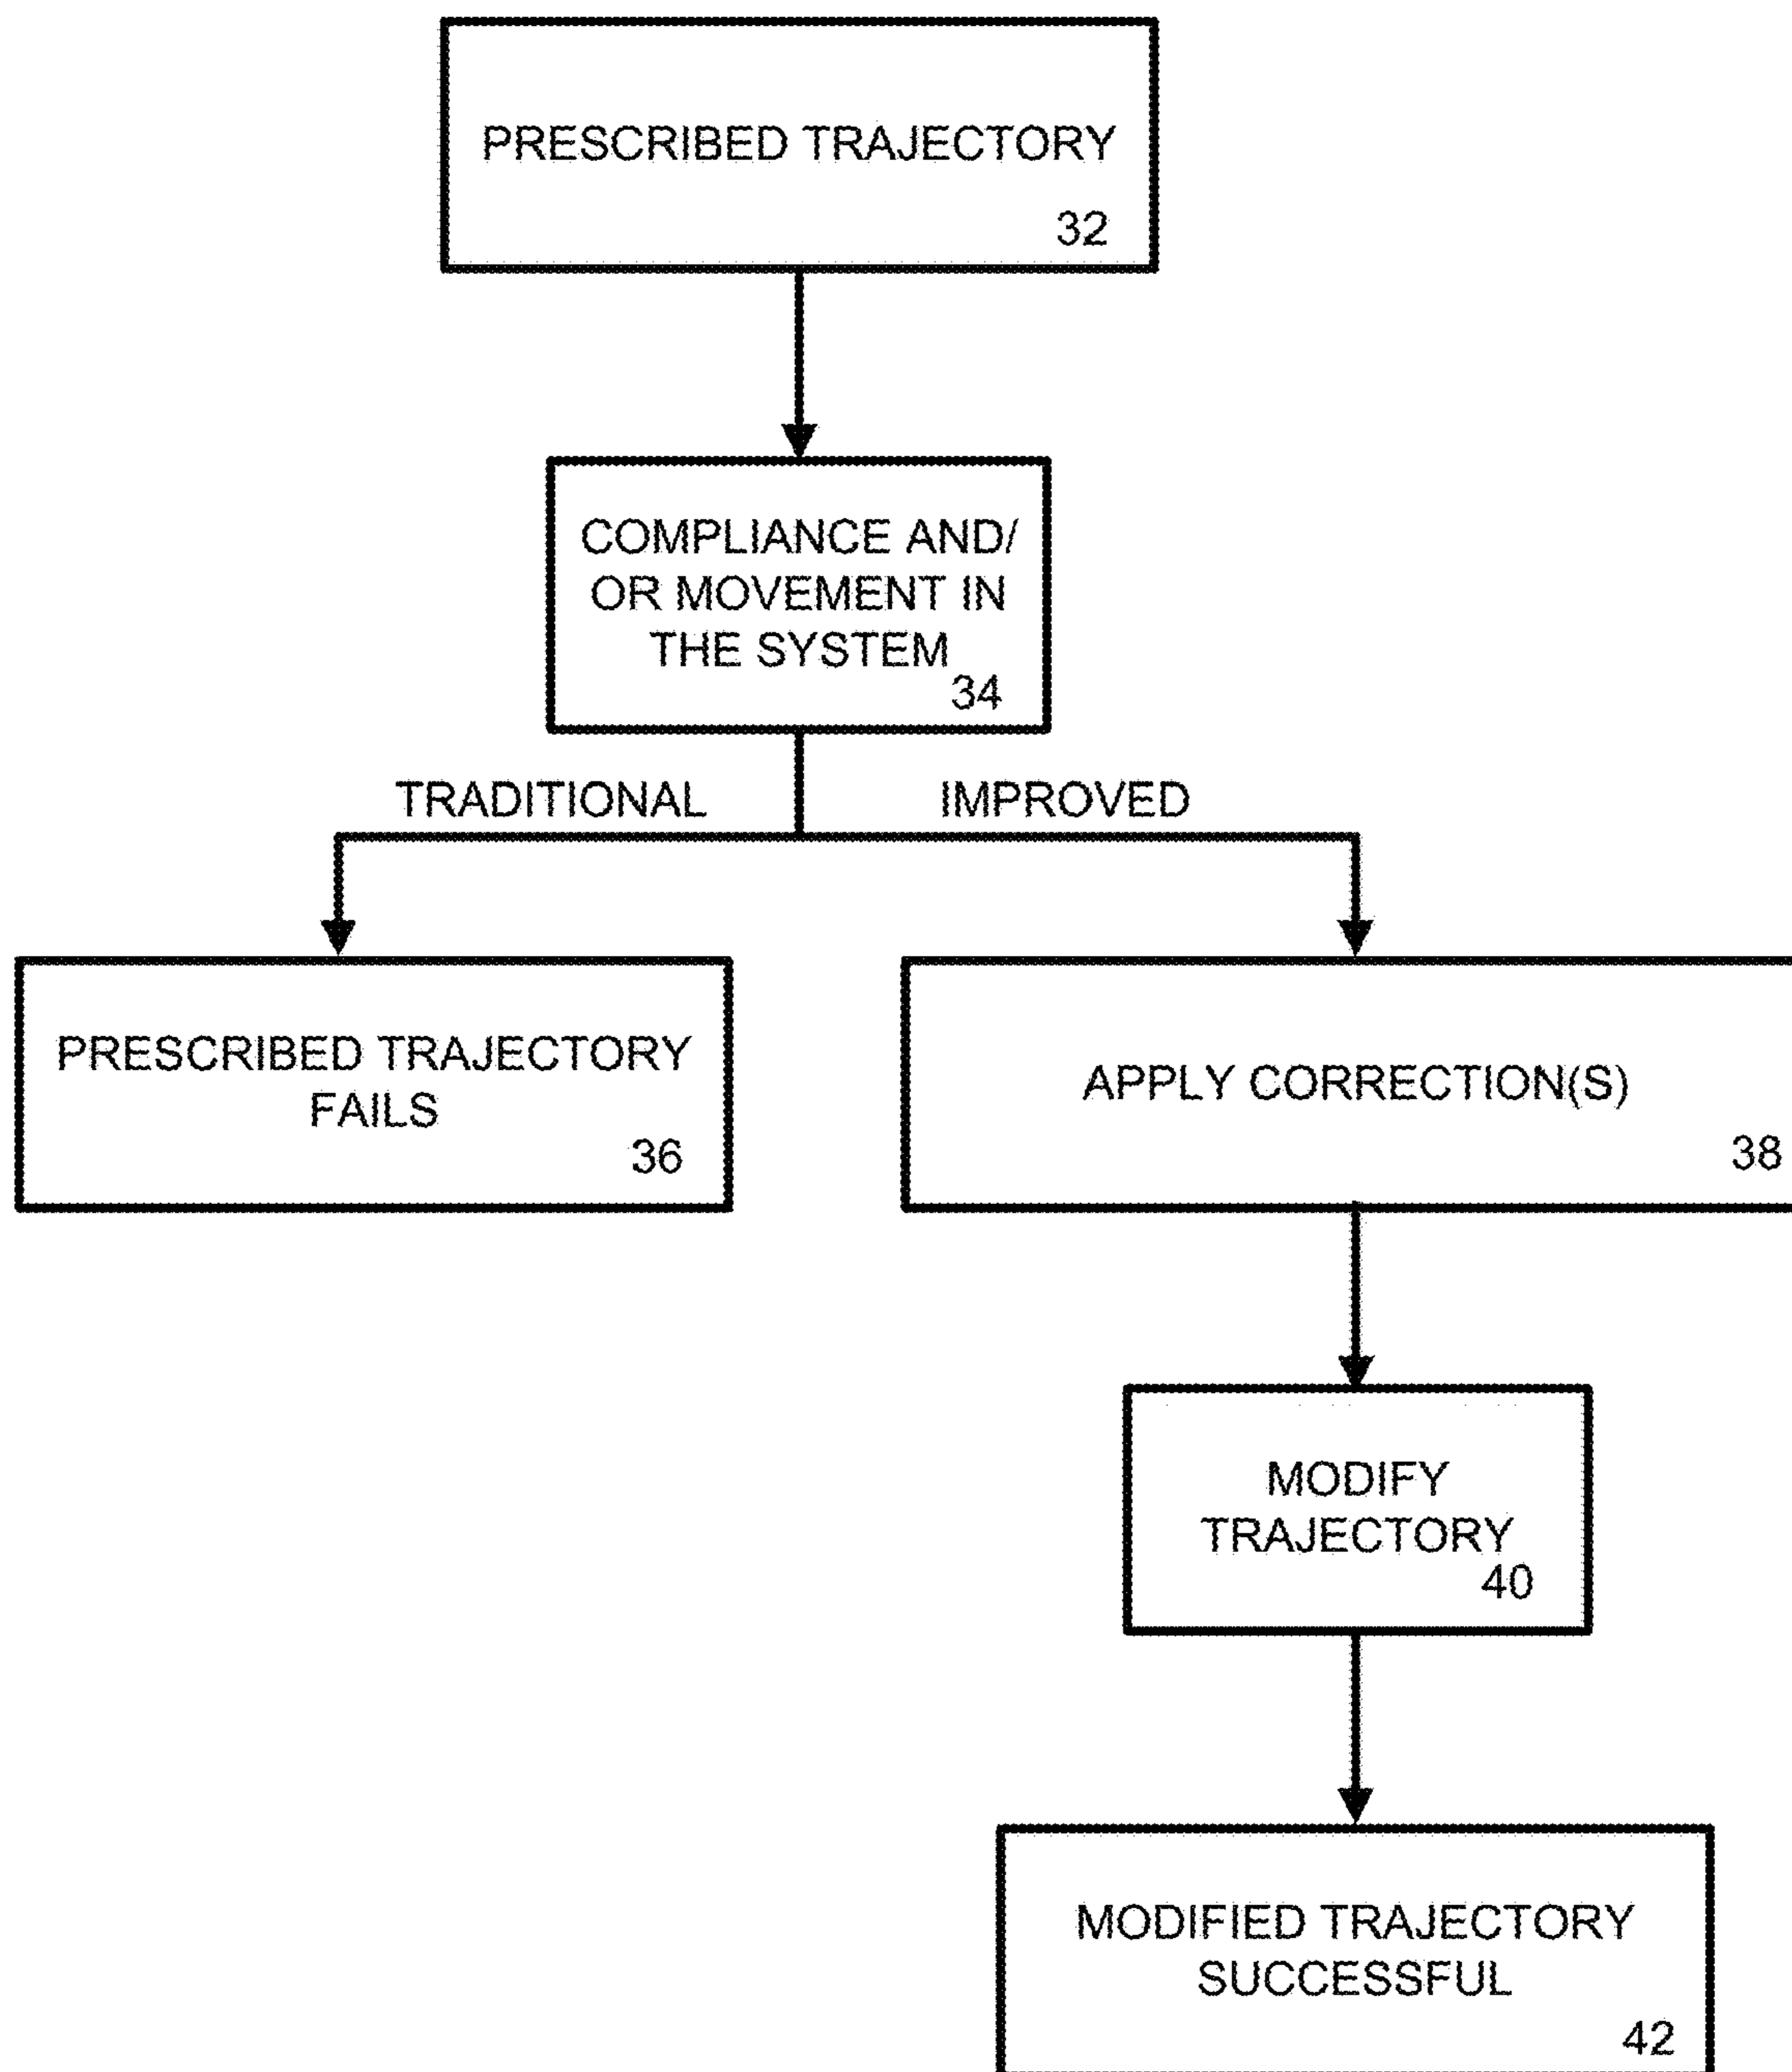 PRESCRIBED TRAJECTORY
32
COMPLIANCE AND/
OR MOVEMENT IN
THE SYSTEM
34
TRADITIONAL
IMPROVED
PRESCRIBED TRAJECTORY
FAILS
36
APPLY CORRECTION(S)
38
MODIFY
TRAJECTORY
40
MODIFIED TRAJECTORY
SUCCESSFUL
42